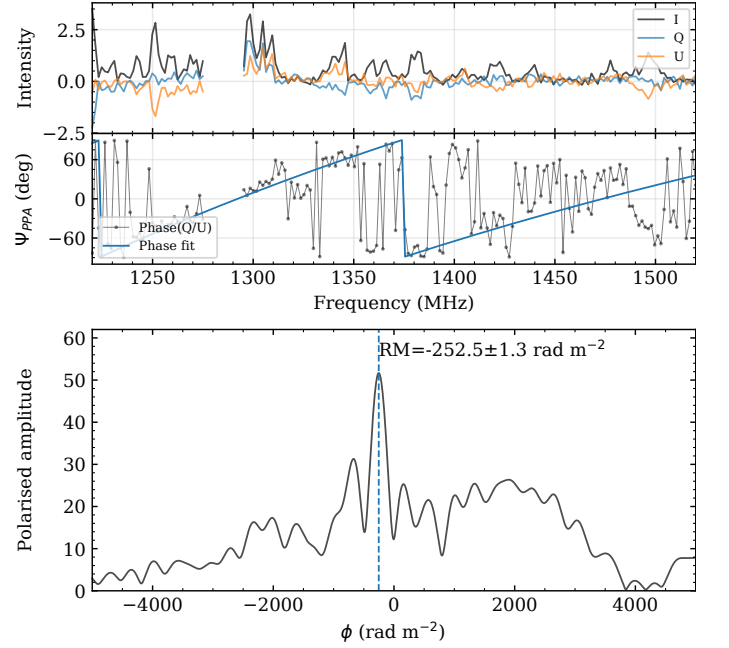 2.5
0.0
−2.5
Intensity
I
Q
U
60
0
−60
Ψ_PPA (deg)
Phase(Q/U)
Phase fit
1250 1300 1350 1400 1450 1500
Frequency (MHz)
60
50
40
30
20
10
0
Polarised amplitude
RM=-252.5±1.3 rad m⁻²
−4000 −2000 0 2000 4000
ϕ (rad m⁻²)